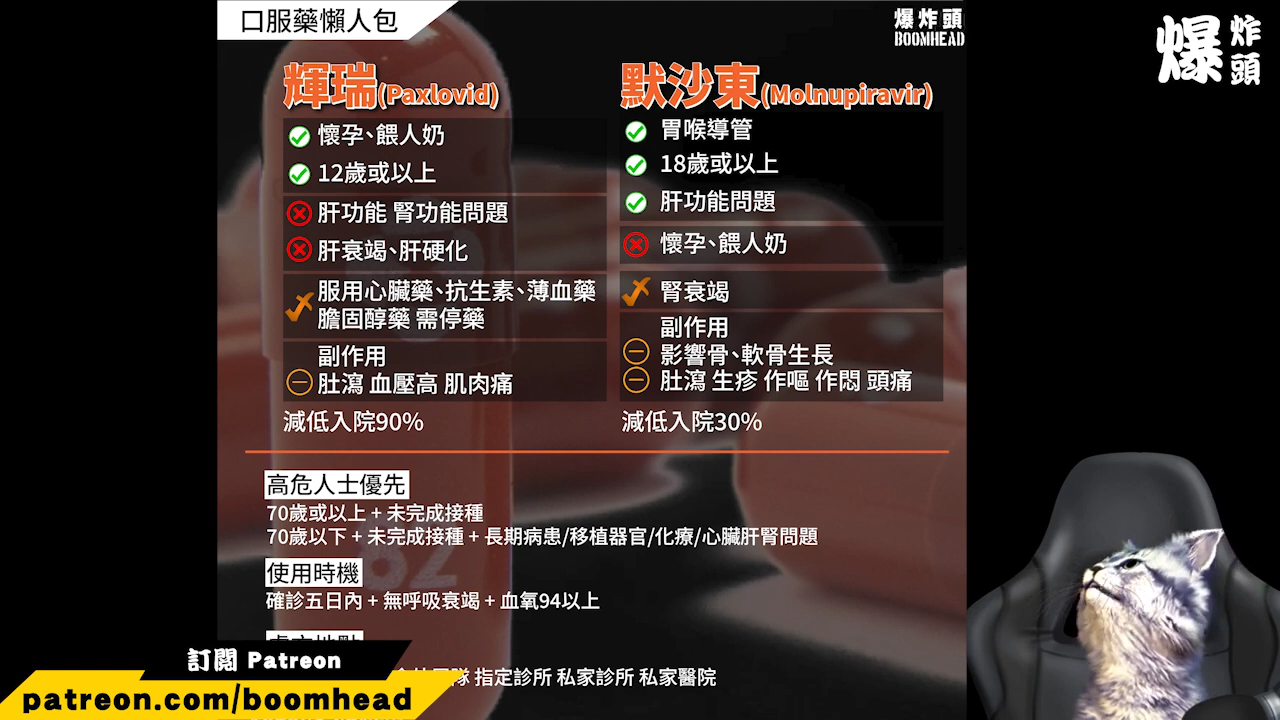 口服藥懶人包
爆炸頭
BOOMHEAD
爆炸頭
輝瑞(Paxlovid)
懷孕、餵人奶
12歲或以上
肝功能 腎功能問題
肝衰竭、肝硬化
服用心臟藥、抗生素、薄血藥
膽固醇藥 需停藥
副作用
肚瀉 血壓高 肌肉痛
減低入院90%
默沙東(Molnupiravir)
胃喉導管
18歲或以上
肝功能問題
懷孕、餵人奶
腎衰竭
副作用
影響骨、軟骨生長
肚瀉 生疹 作嘔 作悶 頭痛
減低入院30%
高危人士優先
70歲或以上 + 未完成接種
70歲以下 + 未完成接種 + 長期病患/移植器官/化療/心臟肝腎問題
使用時機
確診五日內 + 無呼吸衰竭 + 血氧94以上
隊 指定診所 私家診所 私家醫院
訂閱 Patreon
patreon.com/boomhead